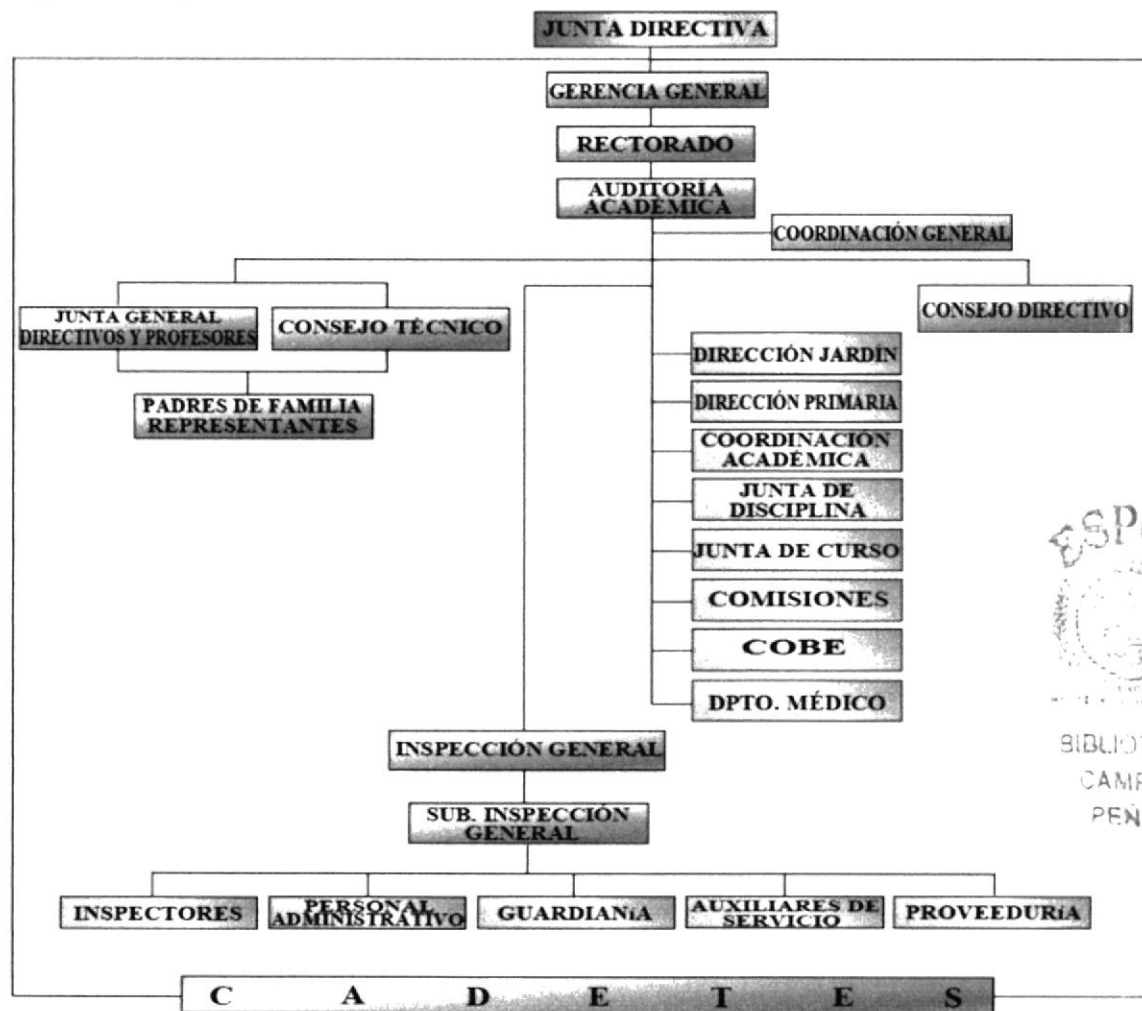 JUNTA DIRECTIVA
GERENCIA GENERAL
RECTORADO
AUDITORÍA
ACADÉMICA
COORDINACIÓN GENERAL
JUNTA GENERAL
DIRECTIVOS Y PROFESORES
CONSEJO TÉCNICO
CONSEJO DIRECTIVO
PADRES DE FAMILIA
REPRESENTANTES
DIRECCIÓN JARDÍN
DIRECCIÓN PRIMARIA
COORDINACIÓN
ACADÉMICA
JUNTA DE
DISCIPLINA
JUNTA DE CURSO
COMISIONES
COBE
DPTO. MÉDICO
INSPECCIÓN GENERAL
SUB. INSPECCIÓN
GENERAL
INSPECTORES
PERSONAL
ADMINISTRATIVO
GUARDIANíA
AUXILIARES DE
SERVICIO
PROVEEDURíA
C A D E T E S